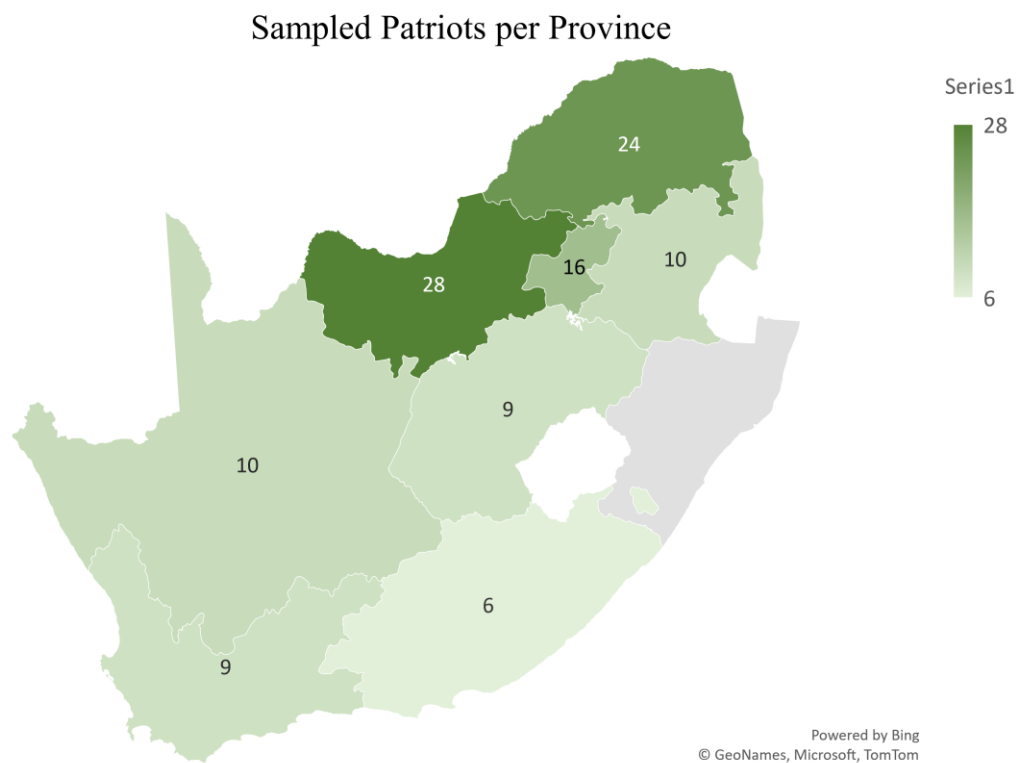 Sampled Patriots per Province
Series1
28
6
24
28
16
10
9
10
6
9
Powered by Bing
© GeoNames, Microsoft, TomTom